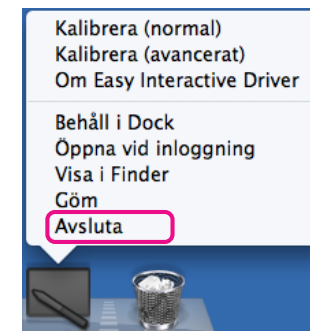 Kalibrera (normal)
Kalibrera (avancerat)
Om Easy Interactive Driver
Behåll i Dock
Öppna vid inloggning
Visa i Finder
Göm
Avsluta